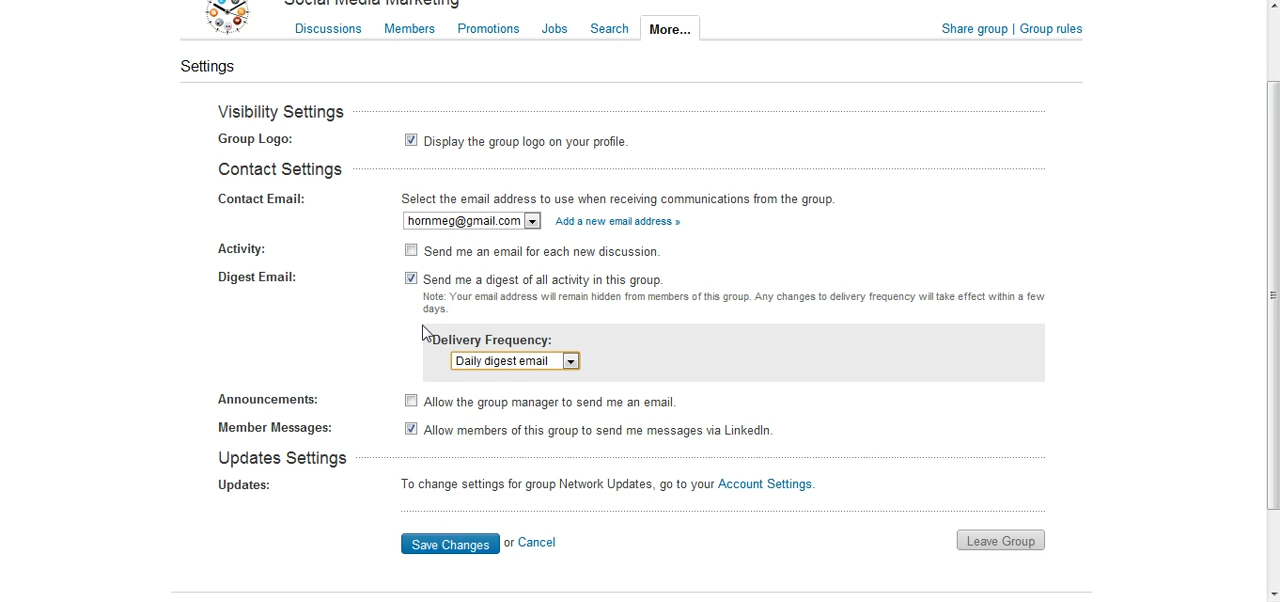 Social Media Marketing
Discussions Members Promotions Jobs Search More... Share group | Group rules
Settings
Visibility Settings
Group Logo: Display the group logo on your profile.
Contact Settings
Contact Email: Select the email address to use when receiving communications from the group.
hornmeg@gmail.com Add a new email address »
Activity: Send me an email for each new discussion.
Digest Email: Send me a digest of all activity in this group.
Note: Your email address will remain hidden from members of this group. Any changes to delivery frequency will take effect within a few
days.
Delivery Frequency:
Daily digest email
Announcements: Allow the group manager to send me an email.
Member Messages: Allow members of this group to send me messages via LinkedIn.
Updates Settings
Updates: To change settings for group Network Updates, go to your Account Settings.
Save Changes or Cancel Leave Group